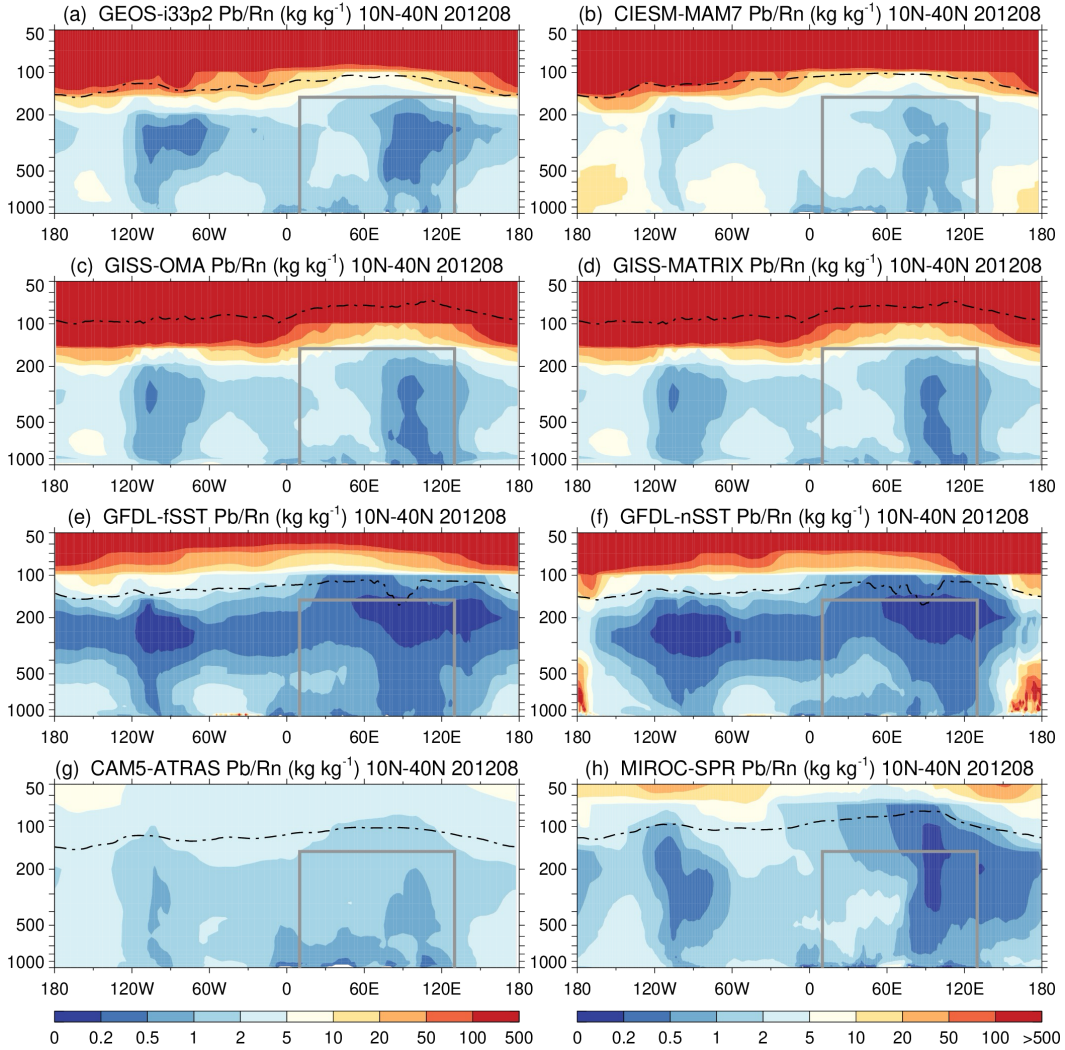 (a) GEOS-i33p2 Pb/Rn (kg kg-1) 10N-40N 201208
(b) CIESM-MAM7 Pb/Rn (kg kg-1) 10N-40N 201208
50
100
200
500
1000
180 120W 60W 0 60E 120E 180
50
100
200
500
1000
180 120W 60W 0 60E 120E 180
(c) GISS-OMA Pb/Rn (kg kg-1) 10N-40N 201208
(d) GISS-MATRIX Pb/Rn (kg kg-1) 10N-40N 201208
50
100
200
500
1000
180 120W 60W 0 60E 120E 180
50
100
200
500
1000
180 120W 60W 0 60E 120E 180
(e) GFDL-fSST Pb/Rn (kg kg-1) 10N-40N 201208
(f) GFDL-nSST Pb/Rn (kg kg-1) 10N-40N 201208
50
100
200
500
1000
180 120W 60W 0 60E 120E 180
50
100
200
500
1000
180 120W 60W 0 60E 120E 180
(g) CAM5-ATRAS Pb/Rn (kg kg-1) 10N-40N 201208
(h) MIROC-SPR Pb/Rn (kg kg-1) 10N-40N 201208
50
100
200
500
1000
180 120W 60W 0 60E 120E 180
50
100
200
500
1000
180 120W 60W 0 60E 120E 180
0 0.2 0.5 1 2 5 10 20 50 100 500
0 0.2 0.5 1 2 5 10 20 50 100 >500